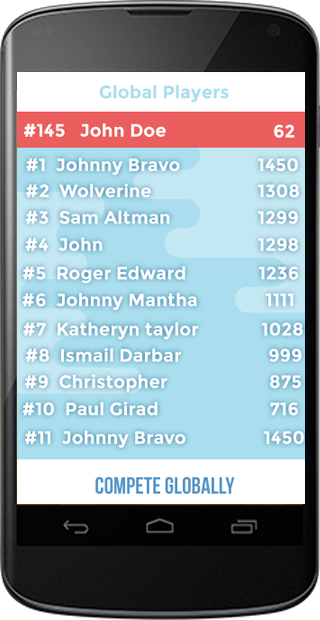 Global Players
#145 John Doe 62
#1 Johnny Bravo 1450
#2 Wolverine 1308
#3 Sam Altman 1299
#4 John 1298
#5 Roger Edward 1236
#6 Johnny Mantha 1111
#7 Katheryn taylor 1028
#8 Ismail Darbar 999
#9 Christopher 875
#10 Paul Girad 716
#11 Johnny Bravo 1450
COMPETE GLOBALLY